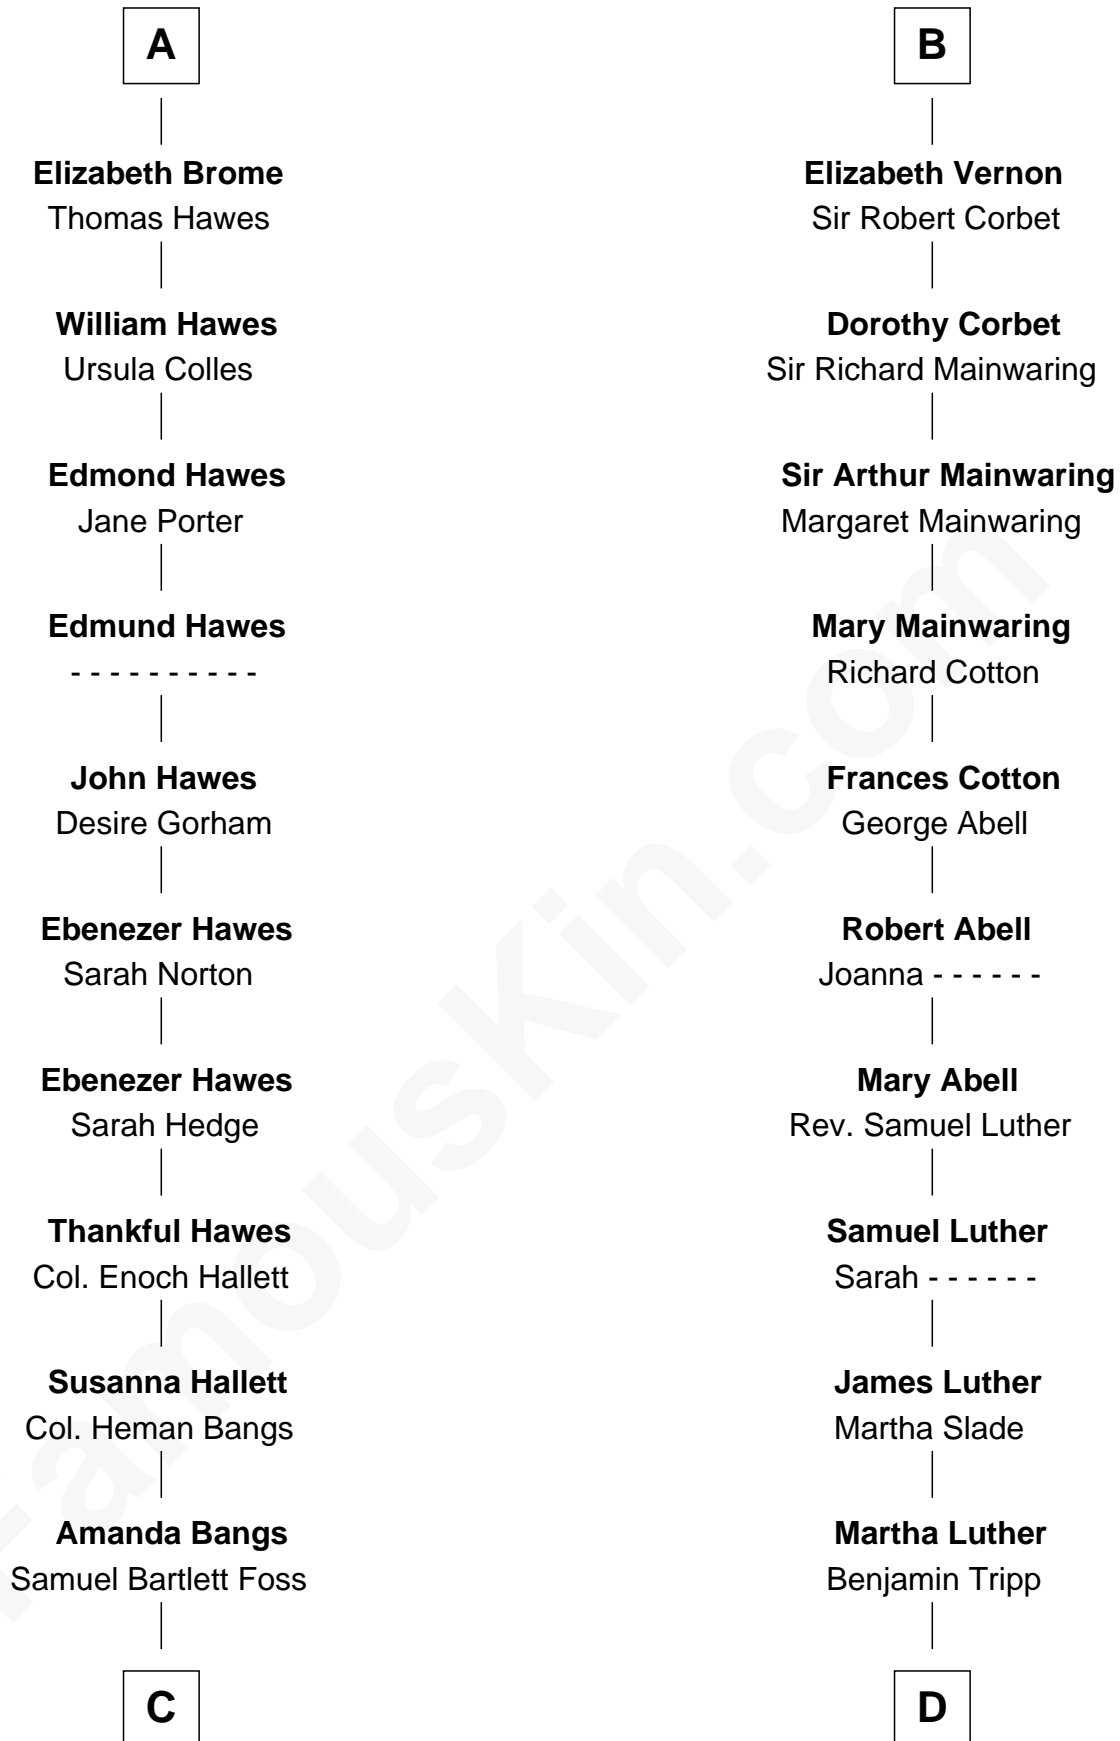 A
Elizabeth Brome
Thomas Hawes
William Hawes
Ursula Colles
Edmond Hawes
Jane Porter
Edmund Hawes
- - - - - - - - - -
John Hawes
Desire Gorham
Ebenezer Hawes
Sarah Norton
Ebenezer Hawes
Sarah Hedge
Thankful Hawes
Col. Enoch Hallett
Susanna Hallett
Col. Heman Bangs
Amanda Bangs
Samuel Bartlett Foss
C
B
Elizabeth Vernon
Sir Robert Corbet
Dorothy Corbet
Sir Richard Mainwaring
Sir Arthur Mainwaring
Margaret Mainwaring
Mary Mainwaring
Richard Cotton
Frances Cotton
George Abell
Robert Abell
Joanna - - - - - -
Mary Abell
Rev. Samuel Luther
Samuel Luther
Sarah - - - - - -
James Luther
Martha Slade
Martha Luther
Benjamin Tripp
D
FamousKin.com